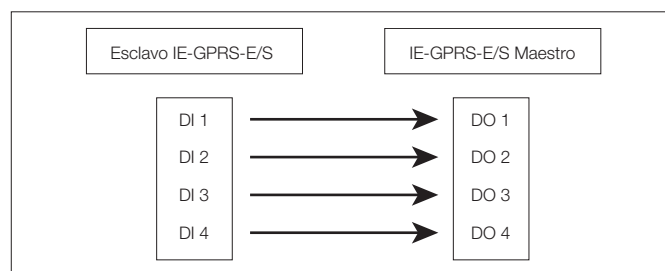 Esclavo IE-GPRS-E/S
IE-GPRS-E/S Maestro
DI 1
DO 1
DI 2
DO 2
DI 3
DO 3
DI 4
DO 4